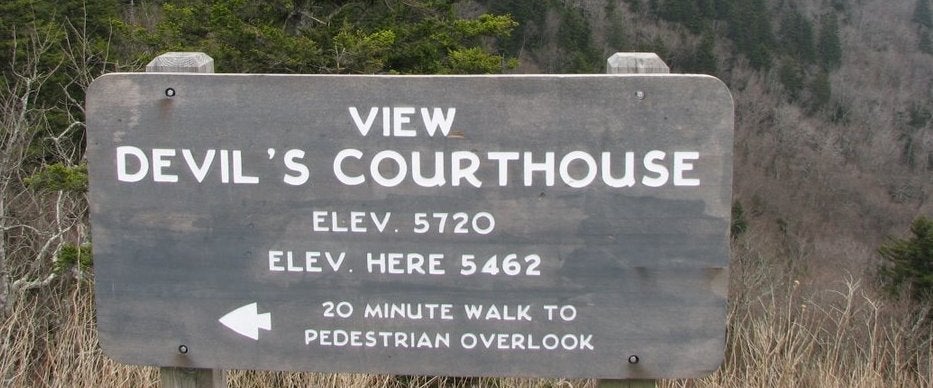 VIEW
DEVIL'S COURTHOUSE
ELEV. 5720
ELEV. HERE 5462
20 MINUTE WALK TO
PEDESTRIAN OVERLOOK